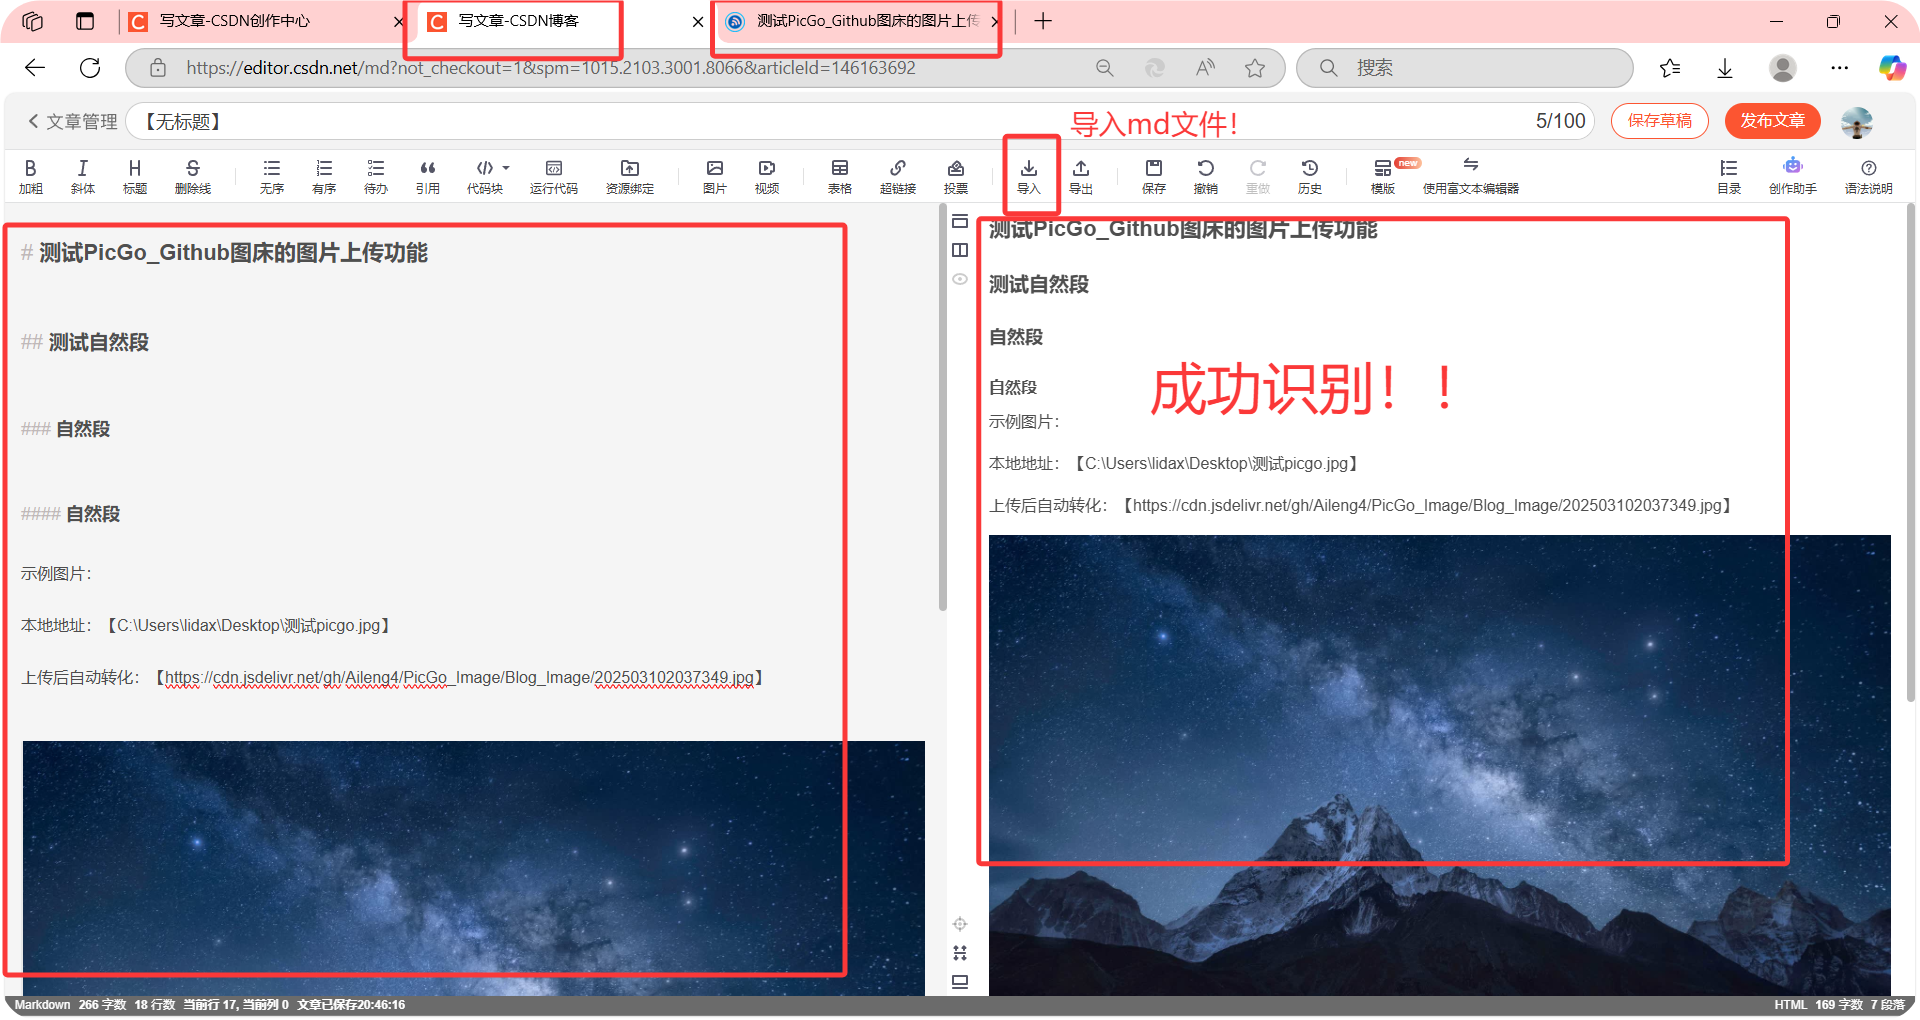 写文章-CSDN创作中心
写文章-CSDN博客
测试PicGo_Github图床的图片上传
https://editor.csdn.net/md?not_checkout=1&spm=1015.2103.3001.8066&articleId=146163692
搜索
文章管理
【无标题】
导入md文件！
5/100
保存草稿
发布文章
加粗
斜体
标题
删除线
无序
有序
待办
引用
代码块
运行代码
资源绑定
图片
视频
表格
超链接
投票
导入
导出
保存
撤销
重做
历史
模版
new
使用富文本编辑器
目录
创作助手
语法说明
# 测试PicGo_Github图床的图片上传功能
## 测试自然段
### 自然段
#### 自然段
示例图片：
本地地址：【C:\Users\lidax\Desktop\测试picgo.jpg】
上传后自动转化：【https://cdn.jsdelivr.net/gh/Aileng4/PicGo_Image/Blog_Image/202503102037349.jpg】
测试PicGo_Github图床的图片上传功能
测试自然段
自然段
自然段
成功识别！！
示例图片：
本地地址：【C:\Users\lidax\Desktop\测试picgo.jpg】
上传后自动转化：【https://cdn.jsdelivr.net/gh/Aileng4/PicGo_Image/Blog_Image/202503102037349.jpg】
Markdown 266 字数 18 行数 当前行 17, 当前列 0 文章已保存20:46:16
HTML 169 字数 7 段落